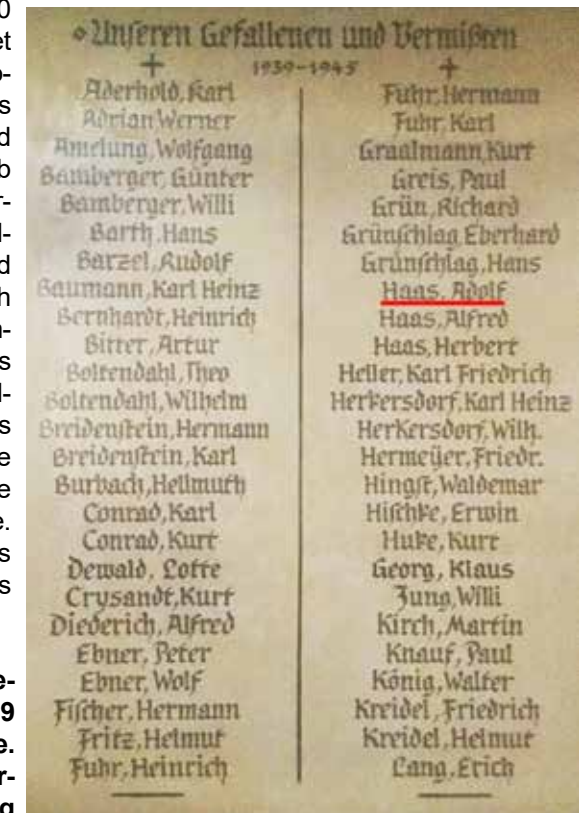 0
et
o-
s
d
b
r-
l-
d
h
n-
s
l-
s
e
e
e.
s
s
e-
9
e.
r-
g
Unseren Gefallenen und Vermißten
1939-1945
Aderhold, Karl
Adrian Werner
Amelung, Wolfgang
Bamberger, Günter
Bamberger, Willi
Barth, Hans
Barzel, Rudolf
Baumann, Karl Heinz
Bernhardt, Heinrich
Bitter, Artur
Boltendahl, Theo
Boltendahl, Wilhelm
Breidenstein, Hermann
Breidenstein, Karl
Burbach, Hellmuth
Conrad, Karl
Conrad, Kurt
Dewald, Lotte
Crysandt, Kurt
Diederich, Alfred
Ebner, Peter
Ebner, Wolf
Fischer, Hermann
Fritz, Helmut
Fuhr, Heinrich
Fuhr, Hermann
Fuhr, Karl
Graalmann, Kurt
Greis, Paul
Grün, Richard
Grünschlag, Eberhard
Grünschlag, Hans
Haas, Adolf
Haas, Alfred
Haas, Herbert
Heller, Karl Friedrich
Herkersdorf, Karl Heinz
Herkersdorf, Wilh.
Hermeÿer, Friedr.
Hingst, Waldemar
Hischke, Erwin
Huke, Kurt
Georg, Klaus
Jung, Willi
Kirch, Martin
Knauf, Paul
König, Walter
Kreidel, Friedrich
Kreidel, Helmut
Lang, Erich